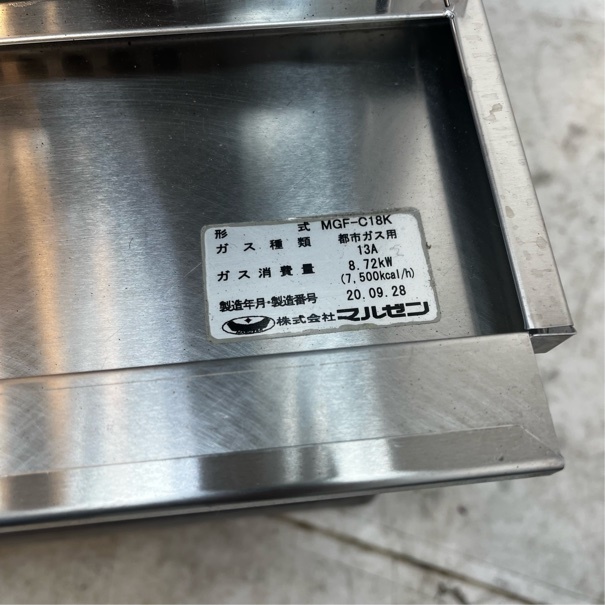 形式 MGF-C18K
ガス種類 都市ガス用
13A
ガス消費量 8.72kW
(7,500kcal/h)
製造年月・製造番号 20.09.28
株式会社マルゼン